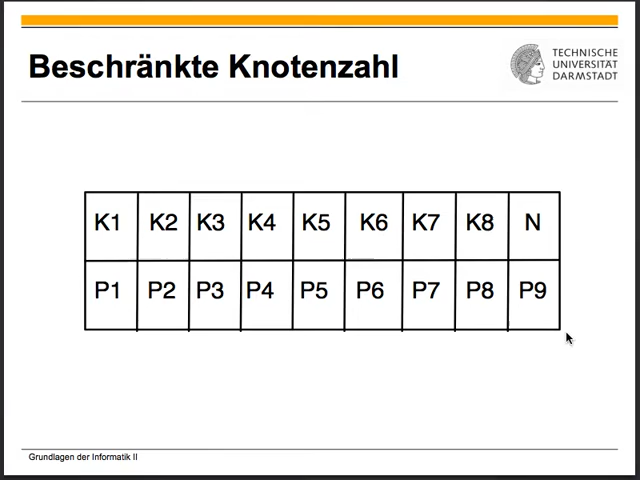 Beschränkte Knotenzahl
TECHNISCHE
UNIVERSITÄT
DARMSTADT
K1 K2 K3 K4 K5 K6 K7 K8 N
P1 P2 P3 P4 P5 P6 P7 P8 P9
Grundlagen der Informatik II